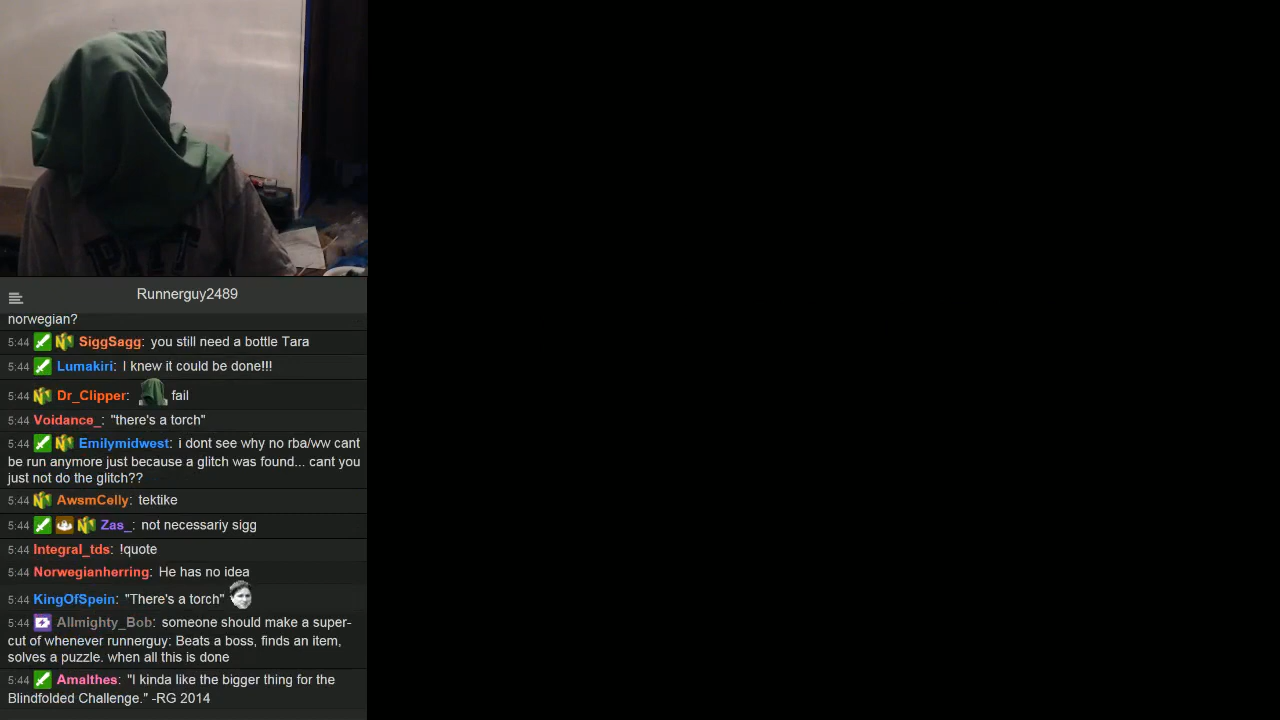 PITT
Runnerguy2489
norwegian?
5:44 SiggSagg: you still need a bottle Tara
5:44 Lumakiri: I knew it could be done!!!
5:44 Dr_Clipper: fail
5:44 Voidance_: "there's a torch"
5:44 Emilymidwest: i dont see why no rba/ww cant
be run anymore just because a glitch was found... cant you
just not do the glitch??
5:44 AwsmCelly: tektike
5:44 Zas_: not necessariy sigg
5:44 Integral_tds: !quote
5:44 Norwegianherring: He has no idea
5:44 KingOfSpein: "There's a torch"
5:44 Allmighty_Bob: someone should make a super-
cut of whenever runnerguy: Beats a boss, finds an item,
solves a puzzle. when all this is done
5:44 Amalthes: "I kinda like the bigger thing for the
Blindfolded Challenge." -RG 2014